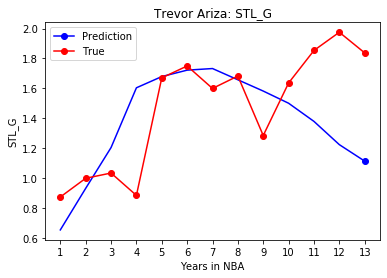 Trevor Ariza: STL_G
Prediction
True
STL_G
2.0
1.8
1.6
1.4
1.2
1.0
0.8
0.6
1 2 3 4 5 6 7 8 9 10 11 12 13
Years in NBA